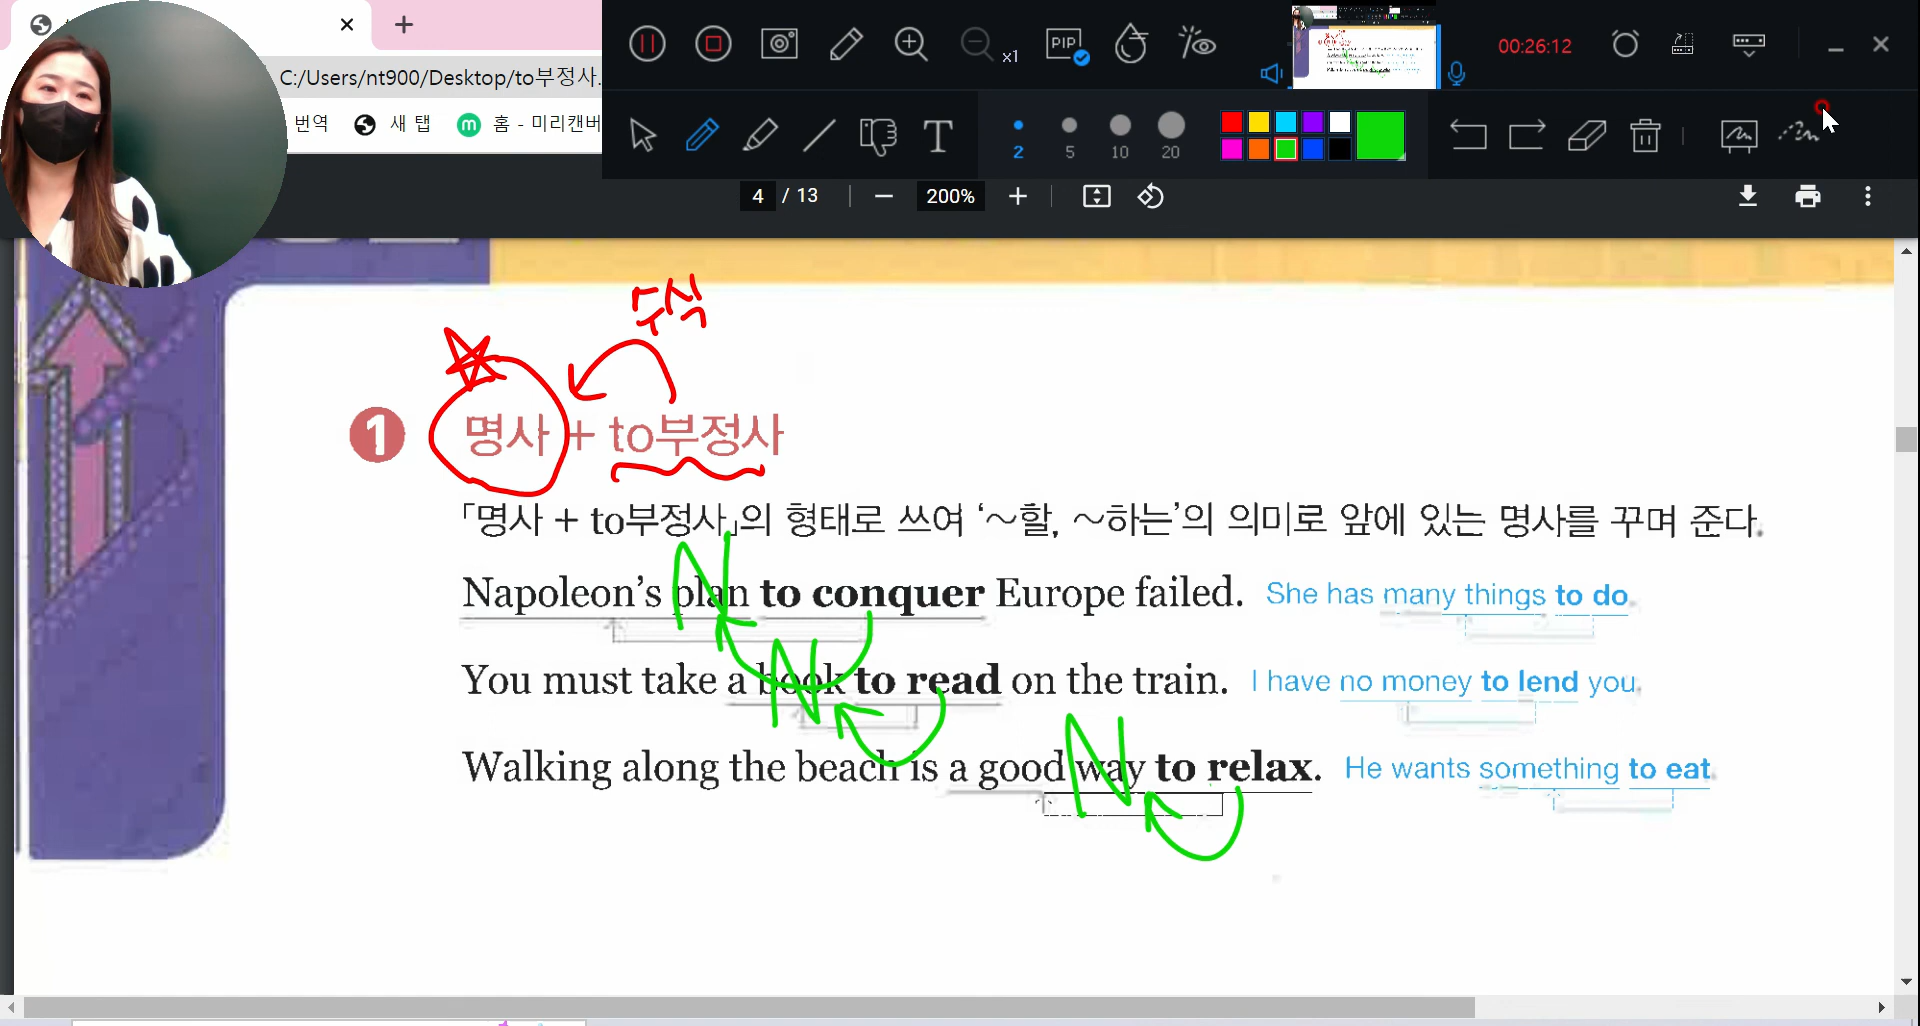 C:/Users/nt900/Desktop/to부정사.
번역 새 탭 홈 - 미리캔버
x1
PIP
00:26:12
T
2 5 10 20
4 / 13 200%
수식
1 명사 + to부정사
「명사 + to부정사」의 형태로 쓰여 ‘~할, ~하는’의 의미로 앞에 있는 명사를 꾸며 준다.
N
Napoleon’s plan to conquer Europe failed. She has many things to do.
N
You must take a book to read on the train. I have no money to lend you.
N
Walking along the beach is a good way to relax. He wants something to eat.